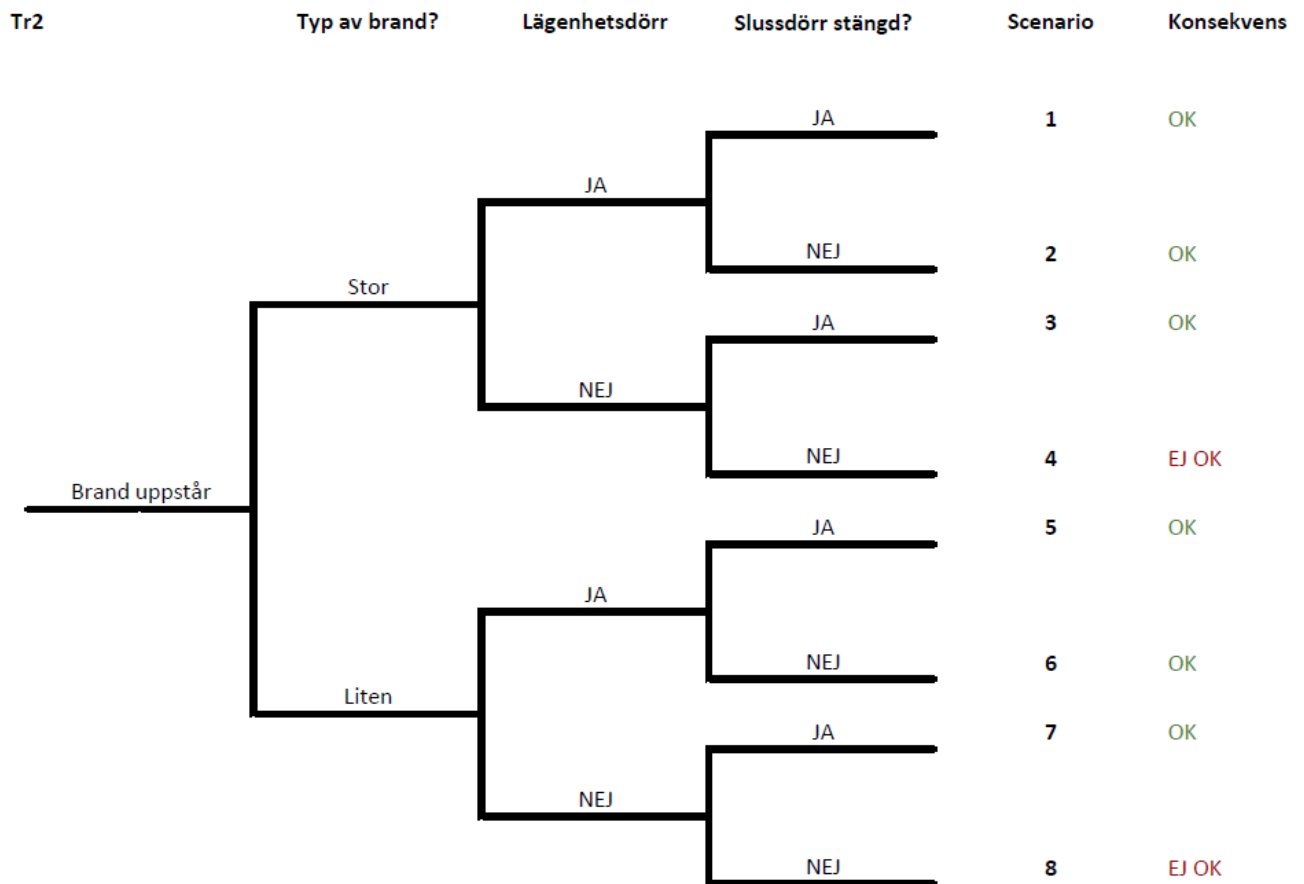 Tr2 Typ av brand? Lägenhetsdörr Slussdörr stängd? Scenario Konsekvens
JA 1 OK
JA
NEJ 2 OK
Stor
JA 3 OK
NEJ
NEJ 4 EJ OK
Brand uppstår
JA 5 OK
JA
NEJ 6 OK
Liten
JA 7 OK
NEJ
NEJ 8 EJ OK